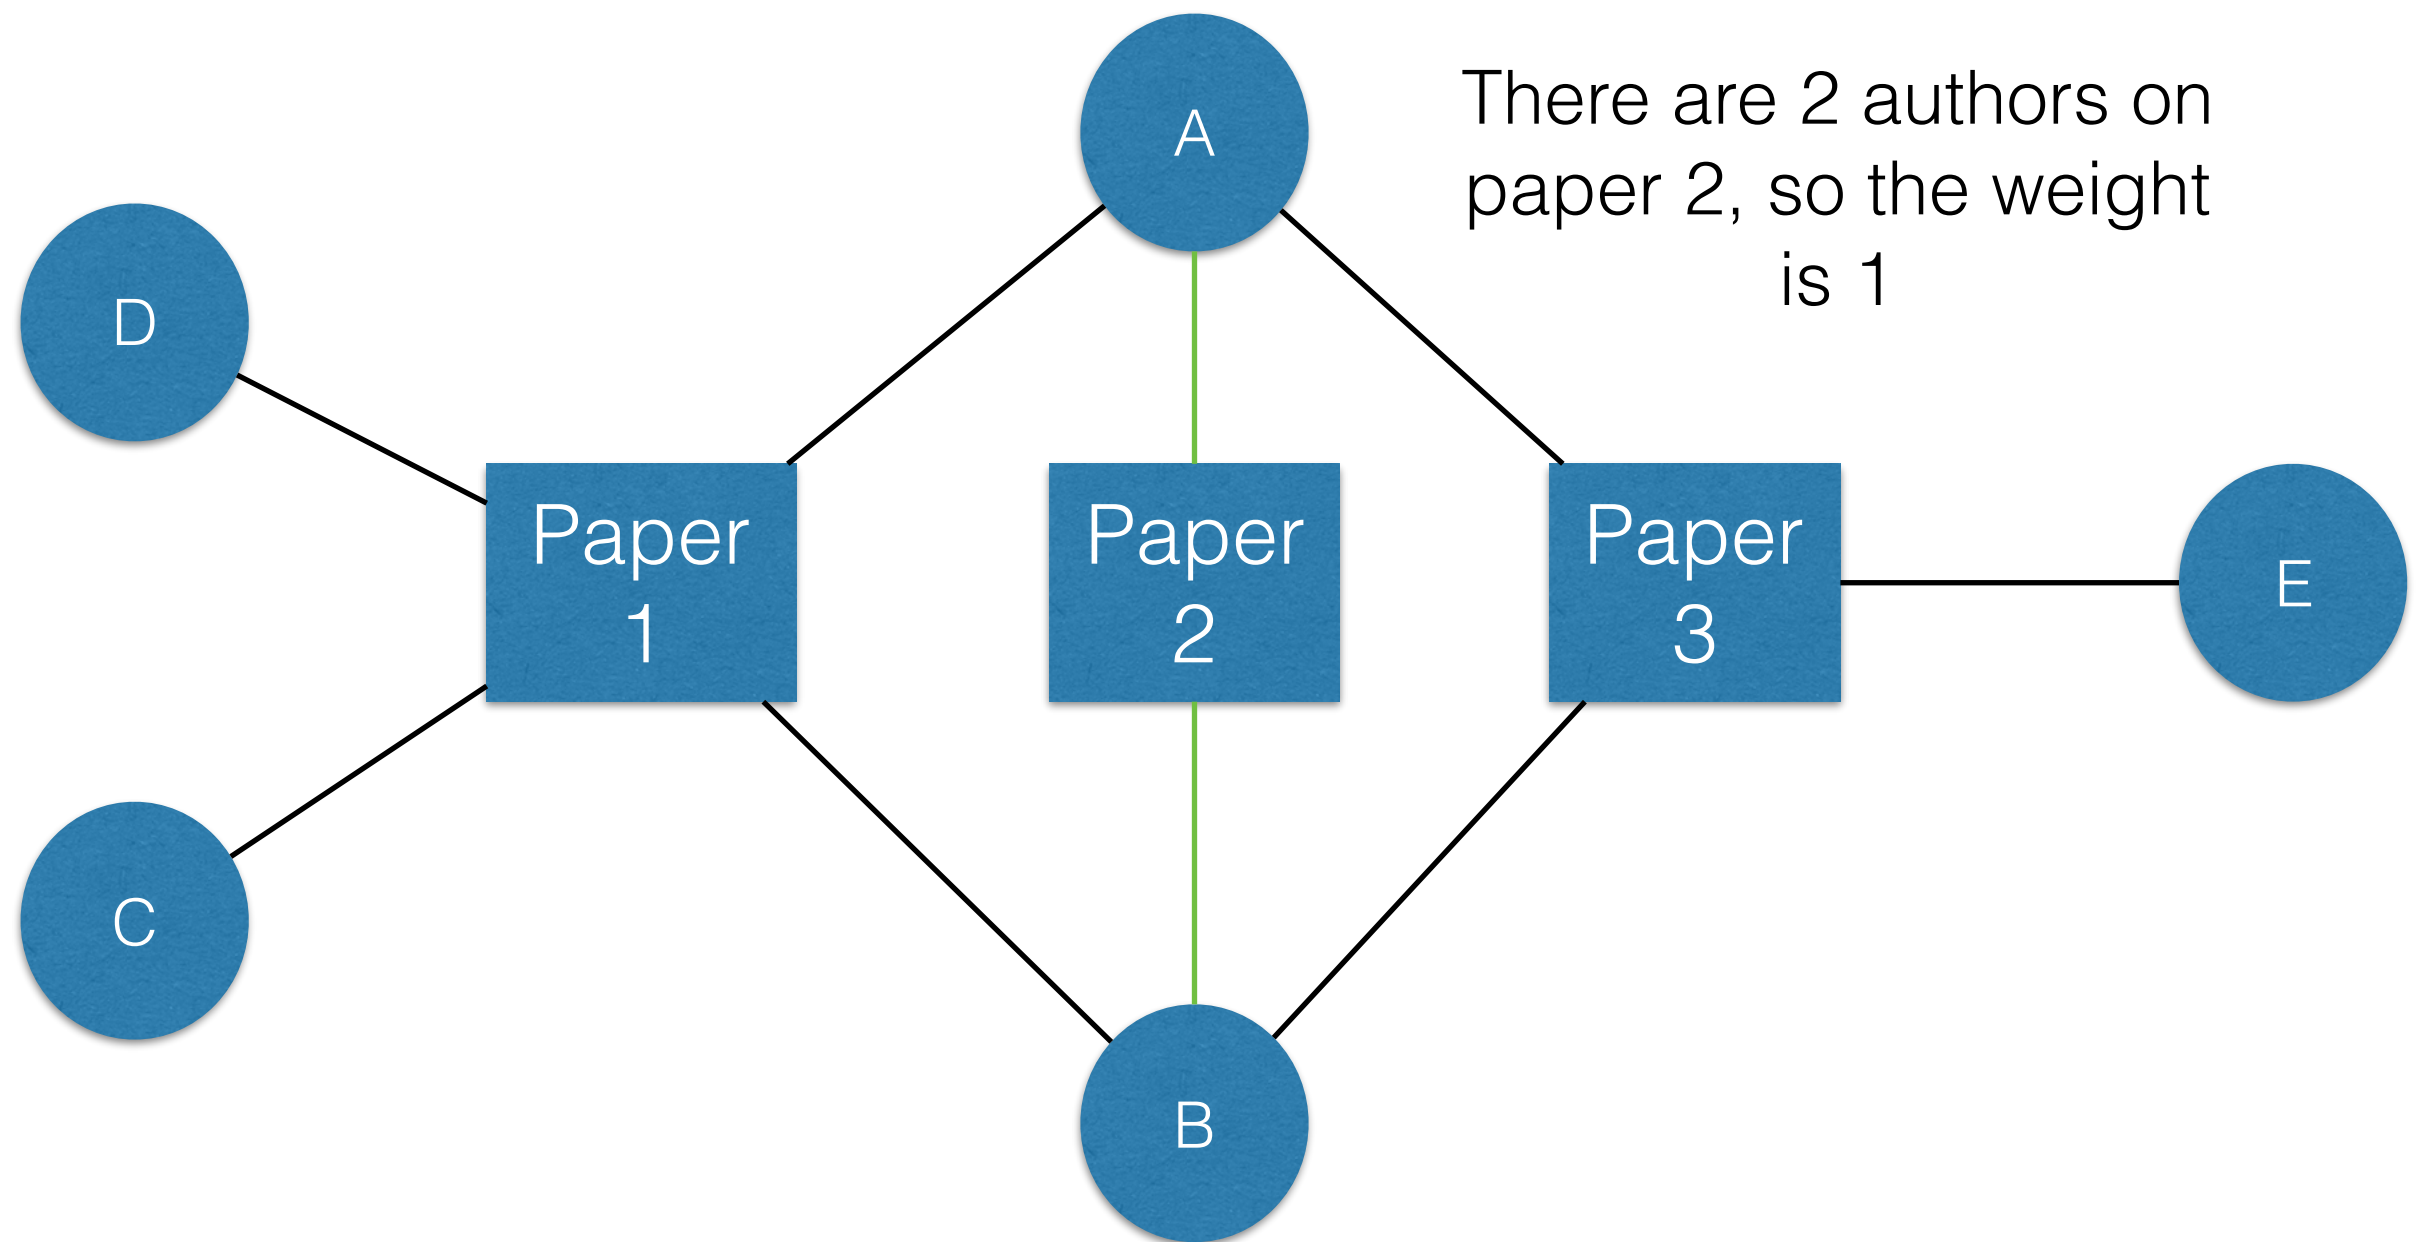 A
There are 2 authors on
paper 2, so the weight
is 1
D
Paper
1
Paper
2
Paper
3
E
C
B